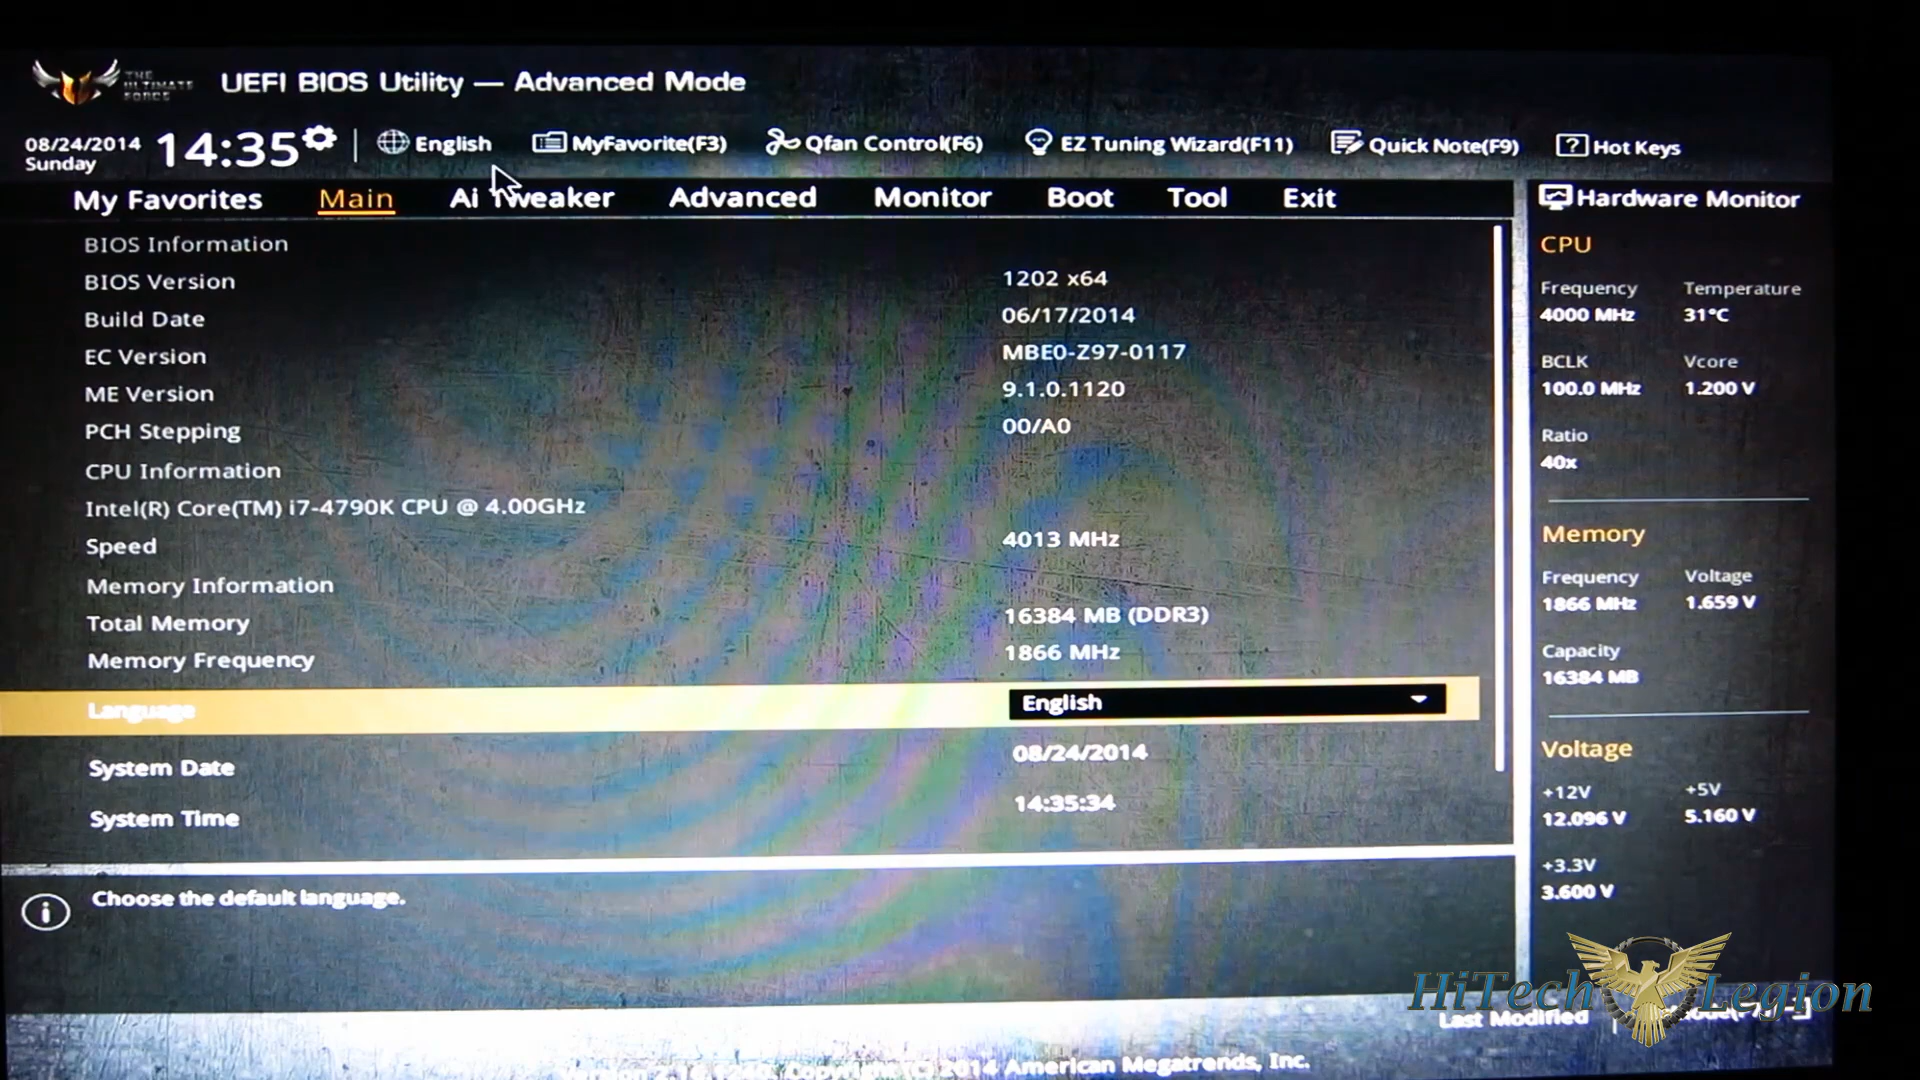 THE ULTIMATE FORCE
UEFI BIOS Utility — Advanced Mode
08/24/2014
Sunday
14:35
English
MyFavorite(F3)
Qfan Control(F6)
EZ Tuning Wizard(F11)
Quick Note(F9)
? Hot Keys
My Favorites
Main
Ai Tweaker
Advanced
Monitor
Boot
Tool
Exit
BIOS Information
BIOS Version 1202 x64
Build Date 06/17/2014
EC Version MBE0-Z97-0117
ME Version 9.1.0.1120
PCH Stepping 00/A0
CPU Information
Intel(R) Core(TM) i7-4790K CPU @ 4.00GHz
Speed 4013 MHz
Memory Information
Total Memory 16384 MB (DDR3)
Memory Frequency 1866 MHz
Language English
System Date 08/24/2014
System Time 14:35:34
i Choose the default language.
Hardware Monitor
CPU
Frequency Temperature
4000 MHz 31°C
BCLK Vcore
100.0 MHz 1.200 V
Ratio
40x
Memory
Frequency Voltage
1866 MHz 1.659 V
Capacity
16384 MB
Voltage
+12V +5V
12.096 V 5.160 V
+3.3V
3.600 V
HiTech Legion
Last Modified
Copyright (C) 2014 American Megatrends, Inc.